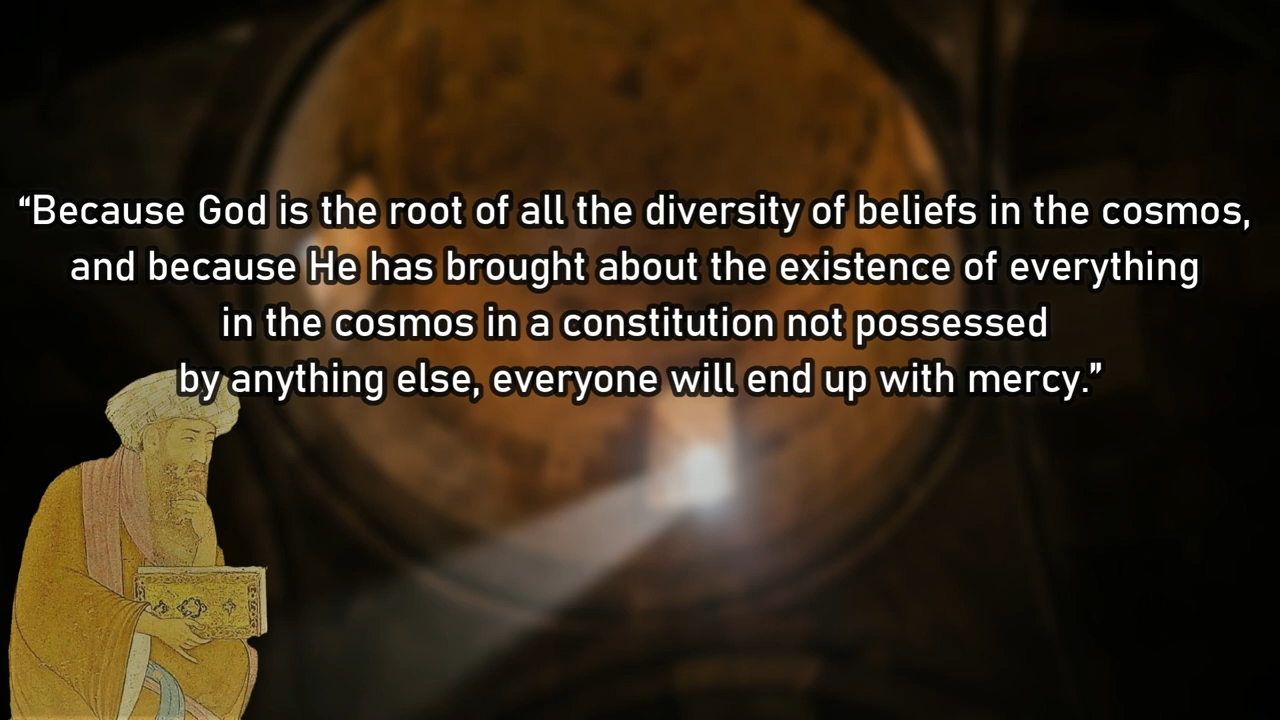 “Because God is the root of all the diversity of beliefs in the cosmos,
and because He has brought about the existence of everything
in the cosmos in a constitution not possessed
by anything else, everyone will end up with mercy.”